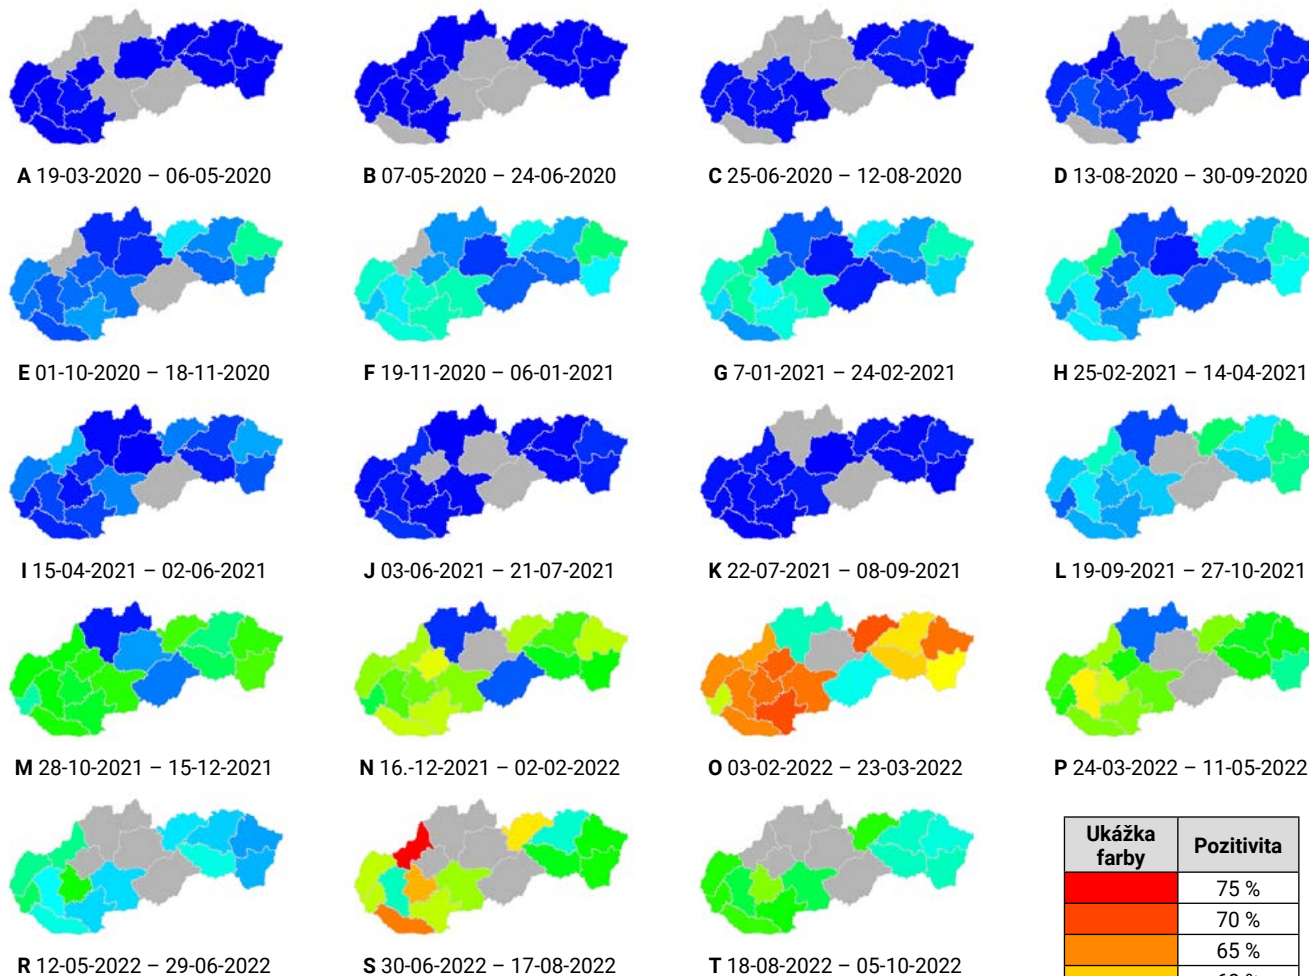 A 19-03-2020 – 06-05-2020
B 07-05-2020 – 24-06-2020
C 25-06-2020 – 12-08-2020
D 13-08-2020 – 30-09-2020
E 01-10-2020 – 18-11-2020
F 19-11-2020 – 06-01-2021
G 7-01-2021 – 24-02-2021
H 25-02-2021 – 14-04-2021
I 15-04-2021 – 02-06-2021
J 03-06-2021 – 21-07-2021
K 22-07-2021 – 08-09-2021
L 19-09-2021 – 27-10-2021
M 28-10-2021 – 15-12-2021
N 16.-12-2021 – 02-02-2022
O 03-02-2022 – 23-03-2022
P 24-03-2022 – 11-05-2022
R 12-05-2022 – 29-06-2022
S 30-06-2022 – 17-08-2022
T 18-08-2022 – 05-10-2022
Ukážka
farby
Pozitivita
75 %
70 %
65 %